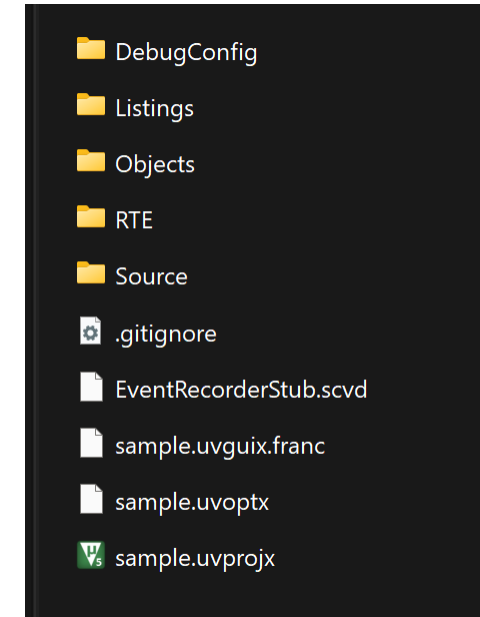 DebugConfig
Listings
Objects
RTE
Source
.gitignore
EventRecorderStub.scvd
sample.uvguix.franc
sample.uvoptx
sample.uvprojx